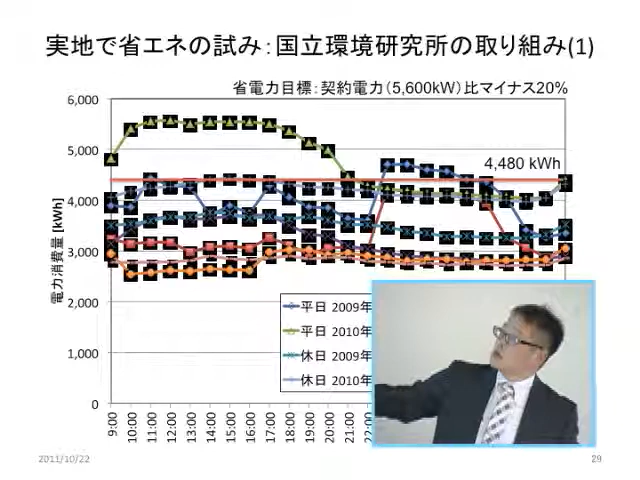 実地で省エネの試み：国立環境研究所の取り組み(1)
省電力目標：契約電力（5,600kW）比マイナス20%
6,000
5,000
4,000
3,000
2,000
1,000
0
電力消費量 [kWh]
4,480 kWh
平日 2009年
平日 2010年
休日 2009年
休日 2010年
9:00
10:00
11:00
12:00
13:00
14:00
15:00
16:00
17:00
18:00
19:00
20:00
21:00
2011/10/22
29